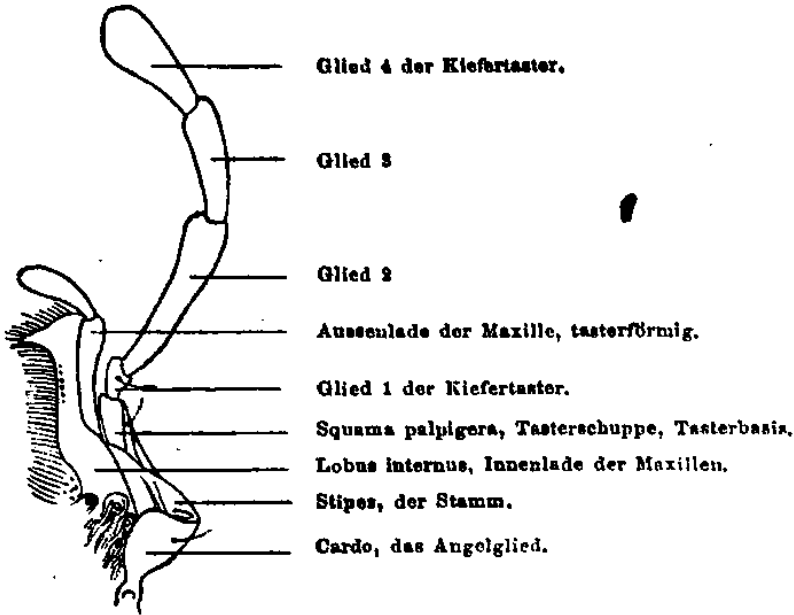 Glied 4 der Kiefertaster.
Glied 3
Glied 2
Aussenlade der Maxille, tasterförmig.
Glied 1 der Kiefertaster.
Squama palpigera, Tasterschuppe, Tasterbasis.
Lobus internus, Innenlade der Maxillen.
Stipes, der Stamm.
Cardo, das Angelglied.